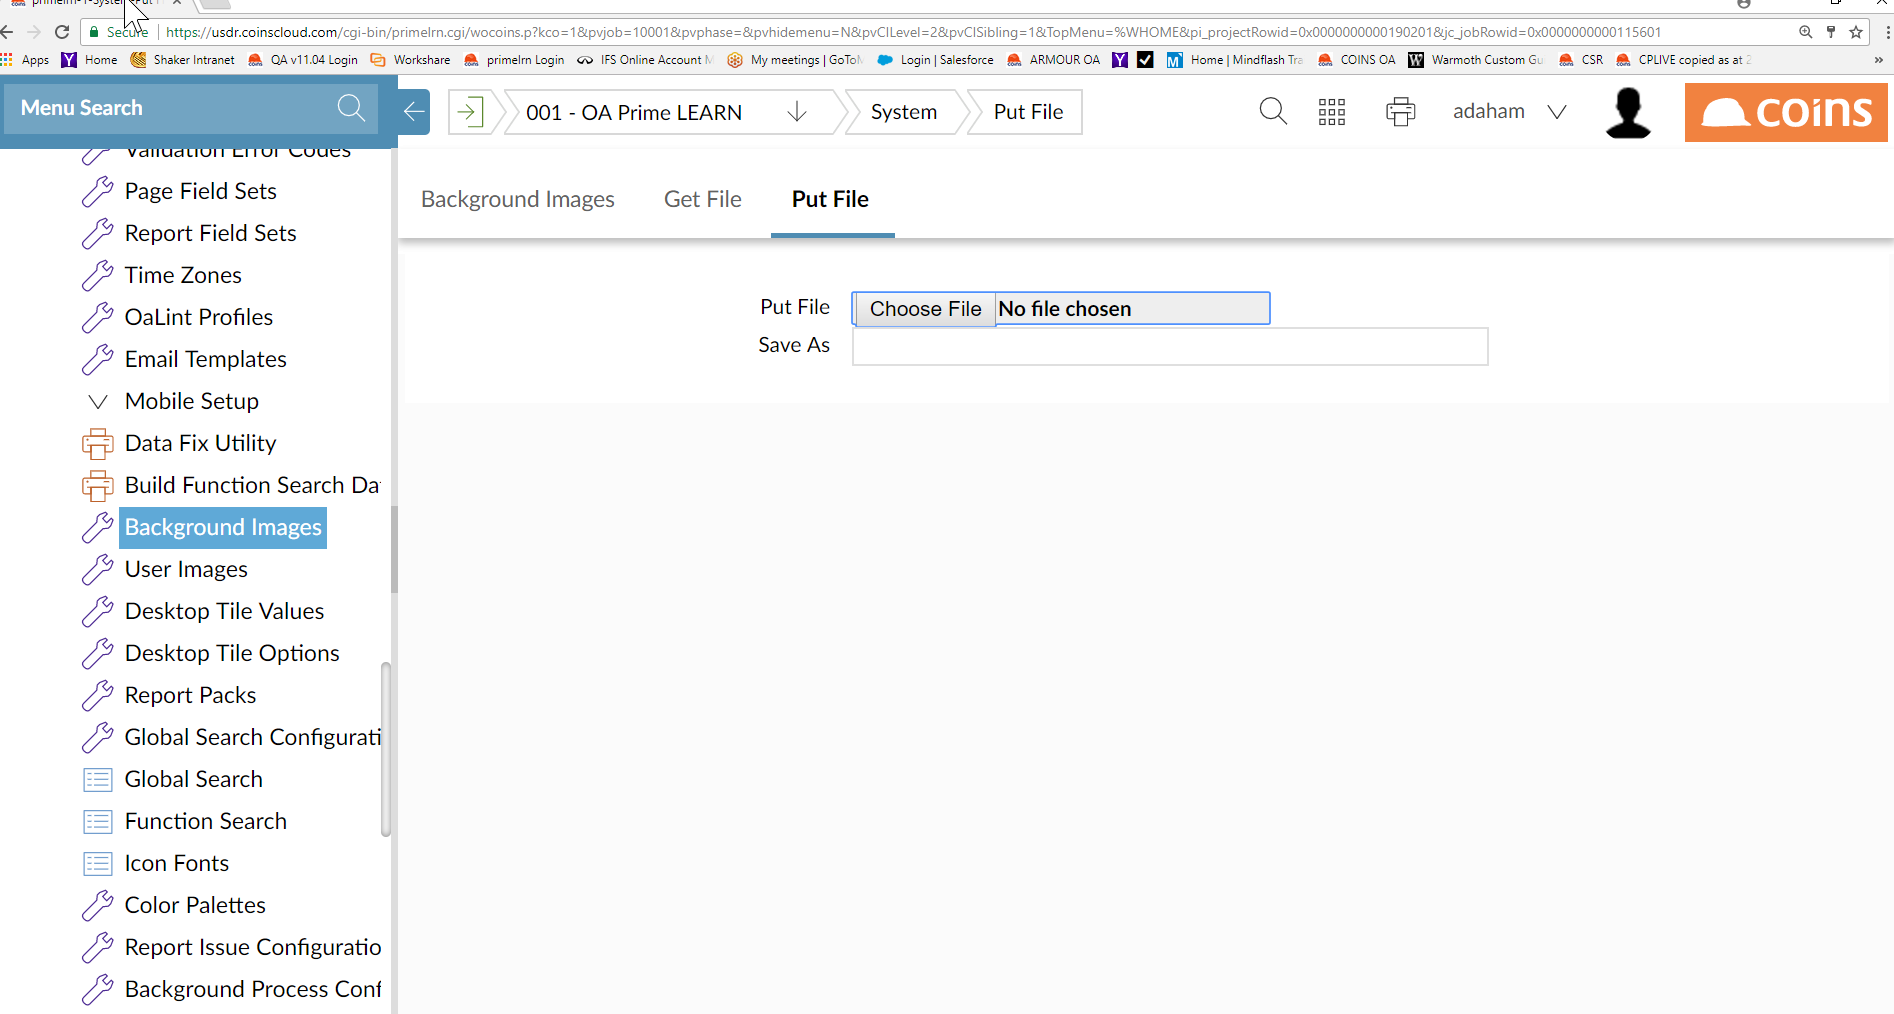 Secure https://usdr.coinscloud.com/cgi-bin/primelrn.cgi/wocoins.p?kco=1&pvjob=10001&pvphase=&pvhidemenu=N&pvCILevel=2&pvCISibling=1&TopMenu=%WHOME&pi_projectRowid=0x0000000000190201&jc_jobRowid=0x0000000000115601
Apps Home Shaker Intranet QA v11.04 Login Workshare primelrn Login IFS Online Account My meetings | GoTo Login | Salesforce ARMOUR OA Home | Mindflash Tra COINS OA Warmoth Custom Gu CSR CPLIVE copied as at 2 »
Menu Search
001 - OA Prime LEARN System Put File
adaham
coins
Background Images Get File Put File
Validation Error Codes
Page Field Sets
Report Field Sets
Time Zones
OaLint Profiles
Email Templates
Mobile Setup
Data Fix Utility
Build Function Search Da
Background Images
User Images
Desktop Tile Values
Desktop Tile Options
Report Packs
Global Search Configurati
Global Search
Function Search
Icon Fonts
Color Palettes
Report Issue Configuratio
Background Process Conf
Put File Choose File No file chosen
Save As